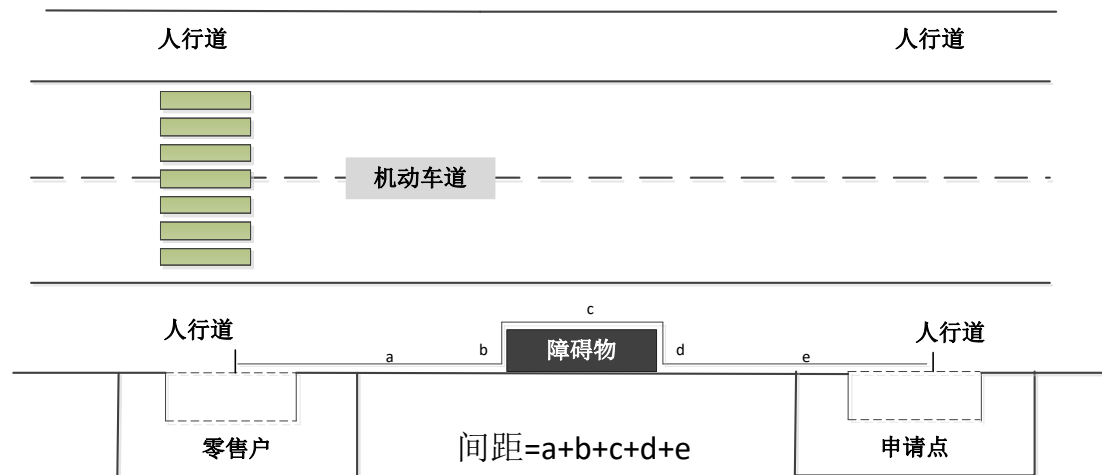 人行道
人行道
机动车道
c
人行道
人行道
a
b
障碍物
d
e
零售户
间距=a+b+c+d+e
申请点